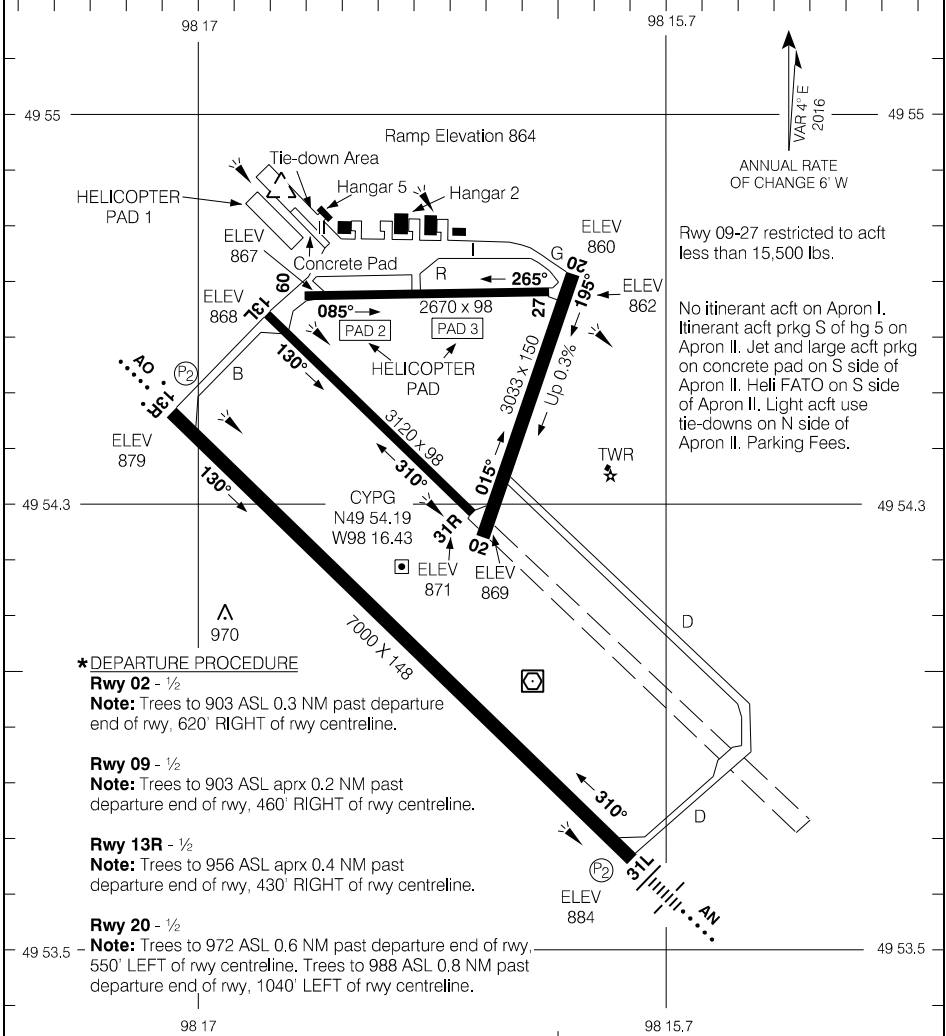 98 17
98 15.7
49 55
49 55
VAR 4° E
2016
ANNUAL RATE
OF CHANGE 6' W
Ramp Elevation 864
Tie-down Area
Hangar 5
Hangar 2
HELICOPTER
PAD 1
ELEV
867
ELEV
860
Rwy 09-27 restricted to acft
less than 15,500 lbs.
Concrete Pad
I
II
G
R
20
09
265°
195°
ELEV
862
ELEV
868
13L
085°
2670 x 98
27
PAD 2
PAD 3
HELICOPTER
PAD
No itinerant acft on Apron I.
Itinerant acft prkg S of hg 5 on
Apron II. Jet and large acft prkg
on concrete pad on S side of
Apron II. Heli FATO on S side
of Apron II. Light acft use
tie-downs on N side of
Apron II. Parking Fees.
AO
P2
B
130°
3033 x 150
Up 0.3%
13R
ELEV
879
3120 x 98
310°
015°
TWR
130°
49 54.3
49 54.3
CYPG
N49 54.19
W98 16.43
31R
02
ELEV
871
ELEV
869
970
7000 X 148
D
*DEPARTURE PROCEDURE
Rwy 02 - ½
Note: Trees to 903 ASL 0.3 NM past departure
end of rwy, 620' RIGHT of rwy centreline.
Rwy 09 - ½
Note: Trees to 903 ASL aprx 0.2 NM past
departure end of rwy, 460' RIGHT of rwy centreline.
310°
D
Rwy 13R - ½
Note: Trees to 956 ASL aprx 0.4 NM past
departure end of rwy, 430' RIGHT of rwy centreline.
P2
31L
ELEV
884
AN
Rwy 20 - ½
Note: Trees to 972 ASL 0.6 NM past departure end of rwy,
550' LEFT of rwy centreline. Trees to 988 ASL 0.8 NM past
departure end of rwy, 1040' LEFT of rwy centreline.
49 53.5
49 53.5
98 17
98 15.7